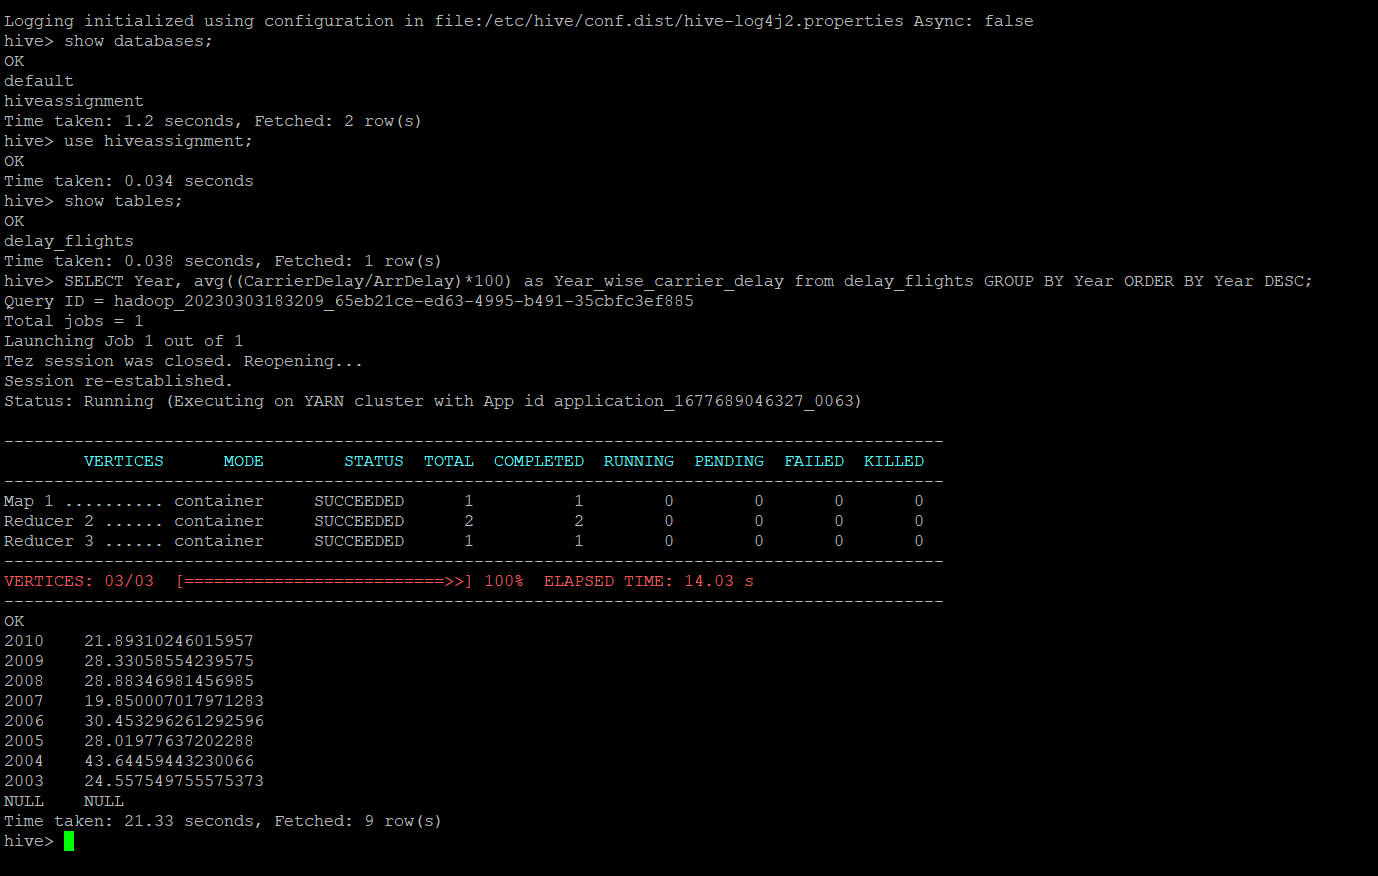 Logging initialized using configuration in file:/etc/hive/conf.dist/hive-log4j2.properties Async: false
hive> show databases;
OK
default
hiveassignment
Time taken: 1.2 seconds, Fetched: 2 row(s)
hive> use hiveassignment;
OK
Time taken: 0.034 seconds
hive> show tables;
OK
delay_flights
Time taken: 0.038 seconds, Fetched: 1 row(s)
hive> SELECT Year, avg((CarrierDelay/ArrDelay)*100) as Year_wise_carrier_delay from delay_flights GROUP BY Year ORDER BY Year DESC;
Query ID = hadoop_20230303183209_65eb21ce-ed63-4995-b491-35cbfc3ef885
Total jobs = 1
Launching Job 1 out of 1
Tez session was closed. Reopening...
Session re-established.
Status: Running (Executing on YARN cluster with App id application_1677689046327_0063)
----------------------------------------------------------------------------------------------
        VERTICES      MODE        STATUS  TOTAL  COMPLETED  RUNNING  PENDING  FAILED  KILLED
----------------------------------------------------------------------------------------------
Map 1 .......... container     SUCCEEDED      1          1        0        0       0       0
Reducer 2 ...... container     SUCCEEDED      2          2        0        0       0       0
Reducer 3 ...... container     SUCCEEDED      1          1        0        0       0       0
----------------------------------------------------------------------------------------------
VERTICES: 03/03  [==========================>>] 100%  ELAPSED TIME: 14.03 s
----------------------------------------------------------------------------------------------
OK
2010    21.89310246015957
2009    28.33058554239575
2008    28.88346981456985
2007    19.850007017971283
2006    30.453296261292596
2005    28.01977637202288
2004    43.64459443230066
2003    24.557549755575373
NULL    NULL
Time taken: 21.33 seconds, Fetched: 9 row(s)
hive>